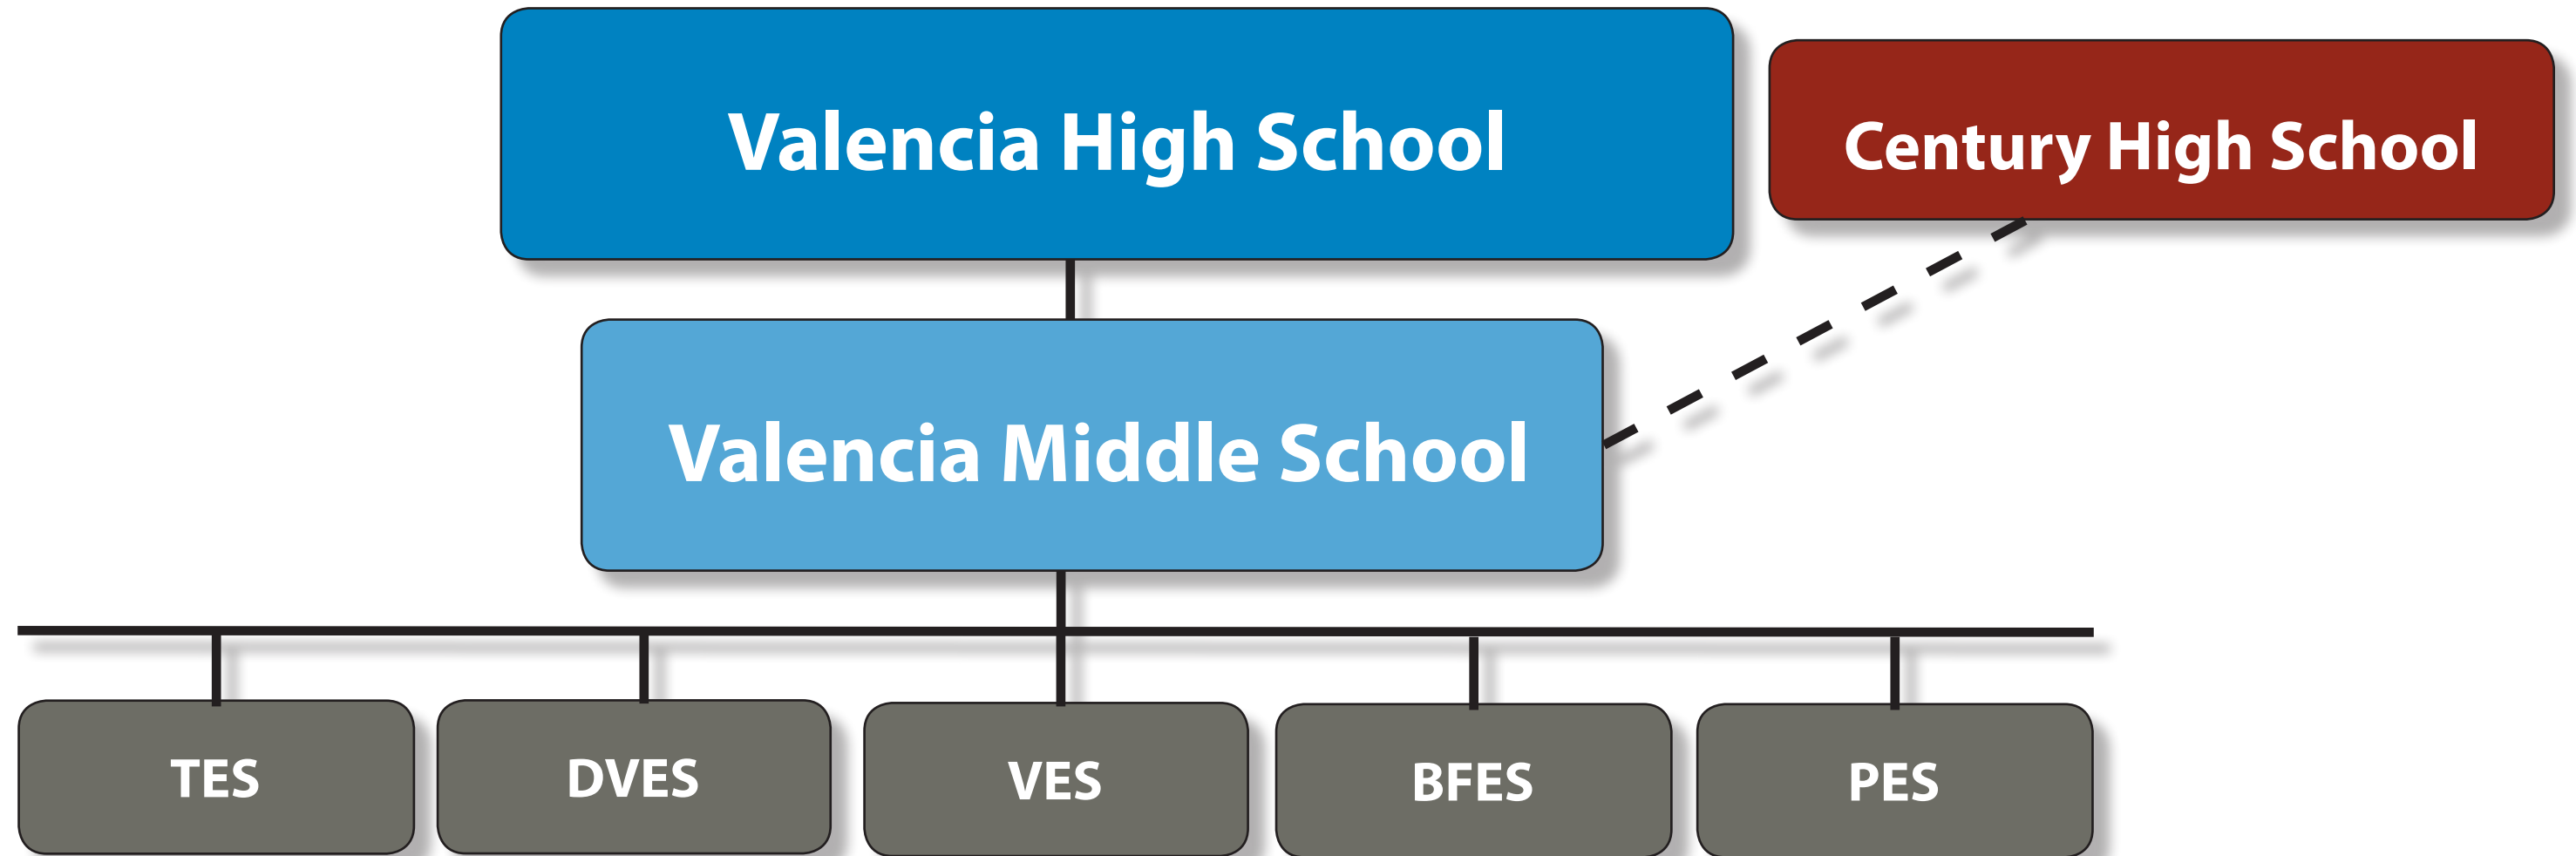 Valencia High School
Century High School
Valencia Middle School
TES
DVES
VES
BFES
PES